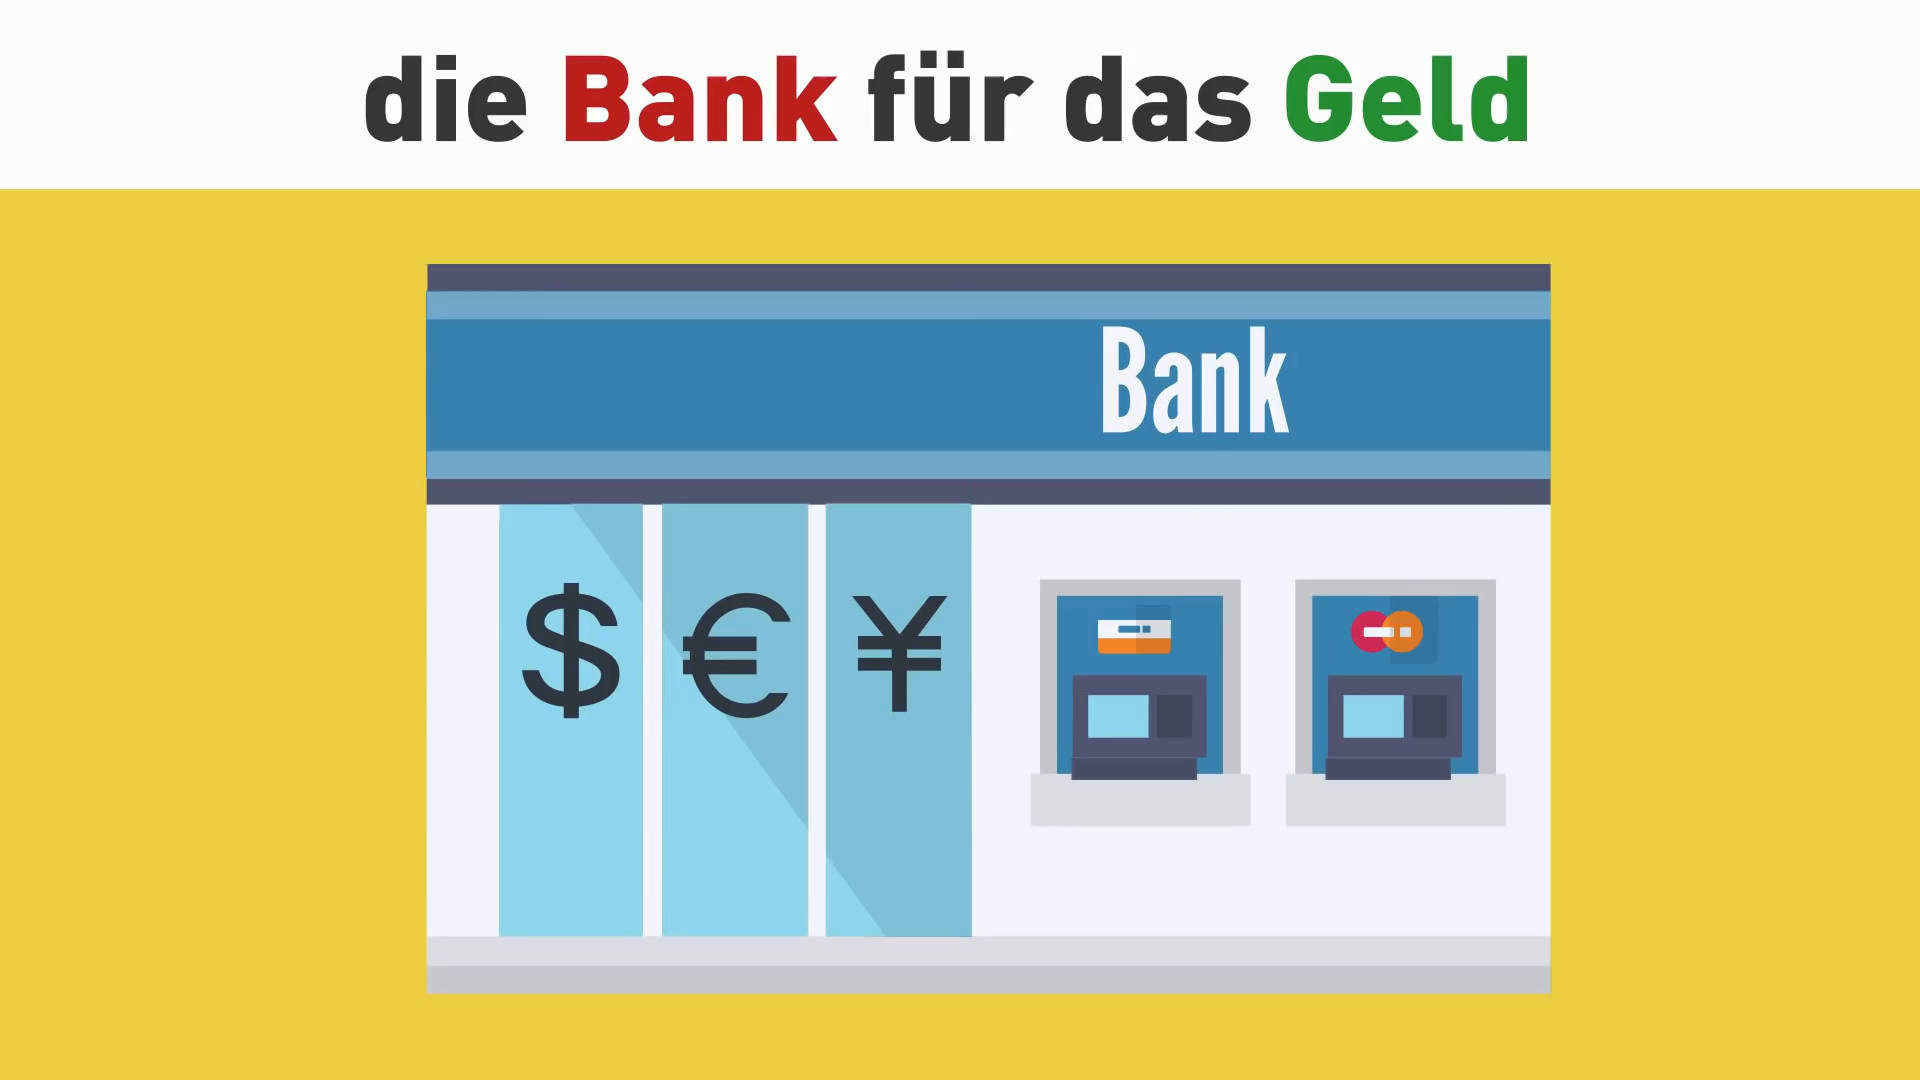 die Bank für das Geld
Bank
$ € ¥